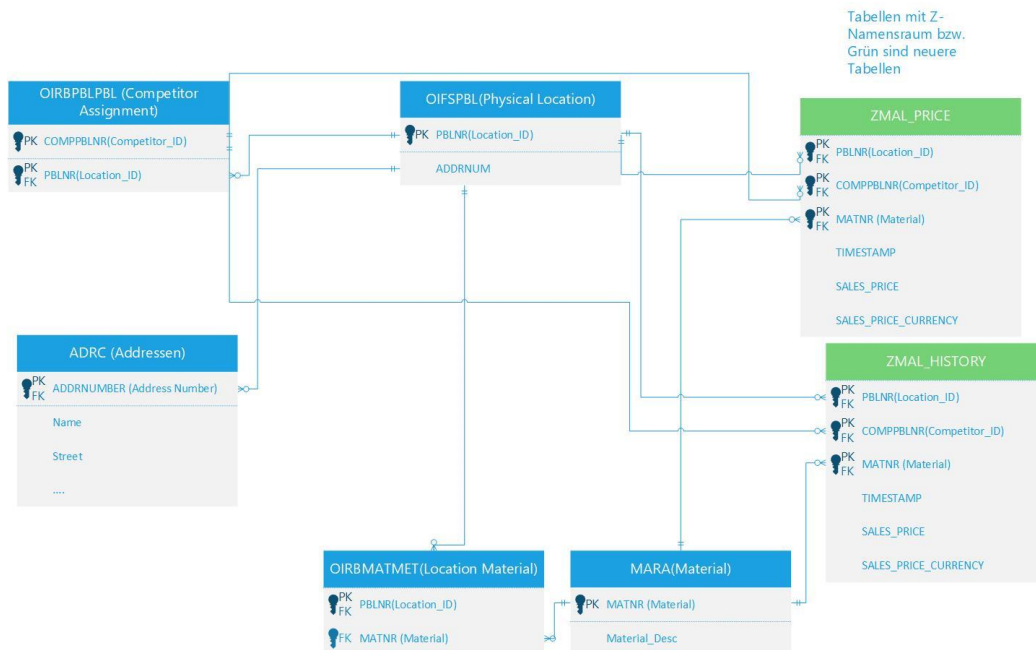 Tabellen mit Z-
Namensraum bzw.
Grün sind neuere
Tabellen
OIRBPBLPBL (Competitor
Assignment)
PK COMPPBLNR(Competitor_ID)
PK
FK PBLNR(Location_ID)
OIFSPBL(Physical Location)
PK PBLNR(Location_ID)
ADDRNUM
ZMAL_PRICE
PK
FK PBLNR(Location_ID)
PK
FK COMPPBLNR(Competitor_ID)
PK
FK MATNR (Material)
TIMESTAMP
SALES_PRICE
SALES_PRICE_CURRENCY
ADRC (Addressen)
PK
FK ADDRNUMBER (Address Number)
Name
Street
....
ZMAL_HISTORY
PK
FK PBLNR(Location_ID)
PK
FK COMPPBLNR(Competitor_ID)
PK
FK MATNR (Material)
TIMESTAMP
SALES_PRICE
SALES_PRICE_CURRENCY
OIRBMATMET(Location Material)
PK
FK PBLNR(Location_ID)
FK MATNR (Material)
MARA(Material)
PK MATNR (Material)
Material_Desc